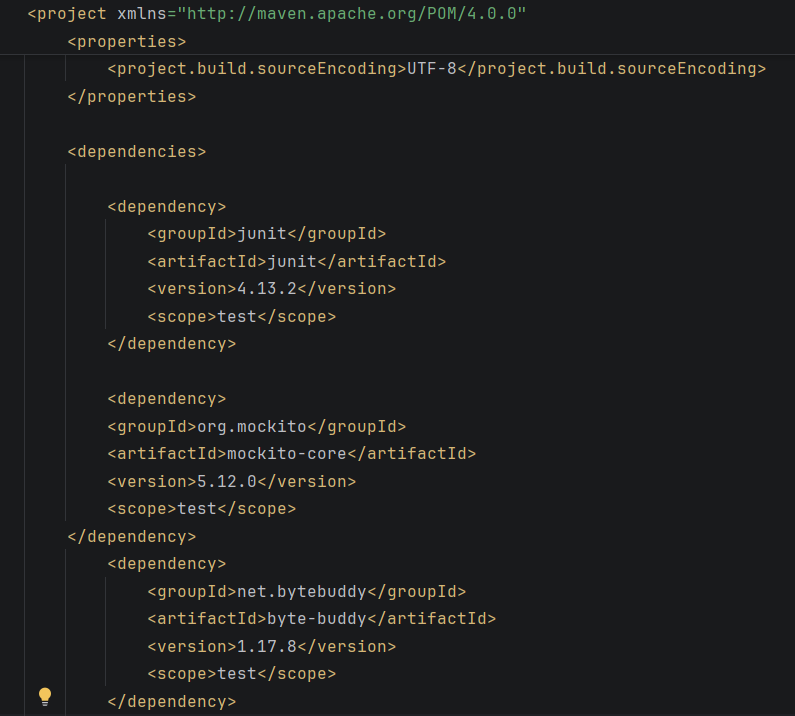 <project xmlns="http://maven.apache.org/POM/4.0.0"
<properties>
<project.build.sourceEncoding>UTF-8</project.build.sourceEncoding>
</properties>
<dependencies>
<dependency>
<groupId>junit</groupId>
<artifactId>junit</artifactId>
<version>4.13.2</version>
<scope>test</scope>
</dependency>
<dependency>
<groupId>org.mockito</groupId>
<artifactId>mockito-core</artifactId>
<version>5.12.0</version>
<scope>test</scope>
</dependency>
<dependency>
<groupId>net.bytebuddy</groupId>
<artifactId>byte-buddy</artifactId>
<version>1.17.8</version>
<scope>test</scope>
</dependency>